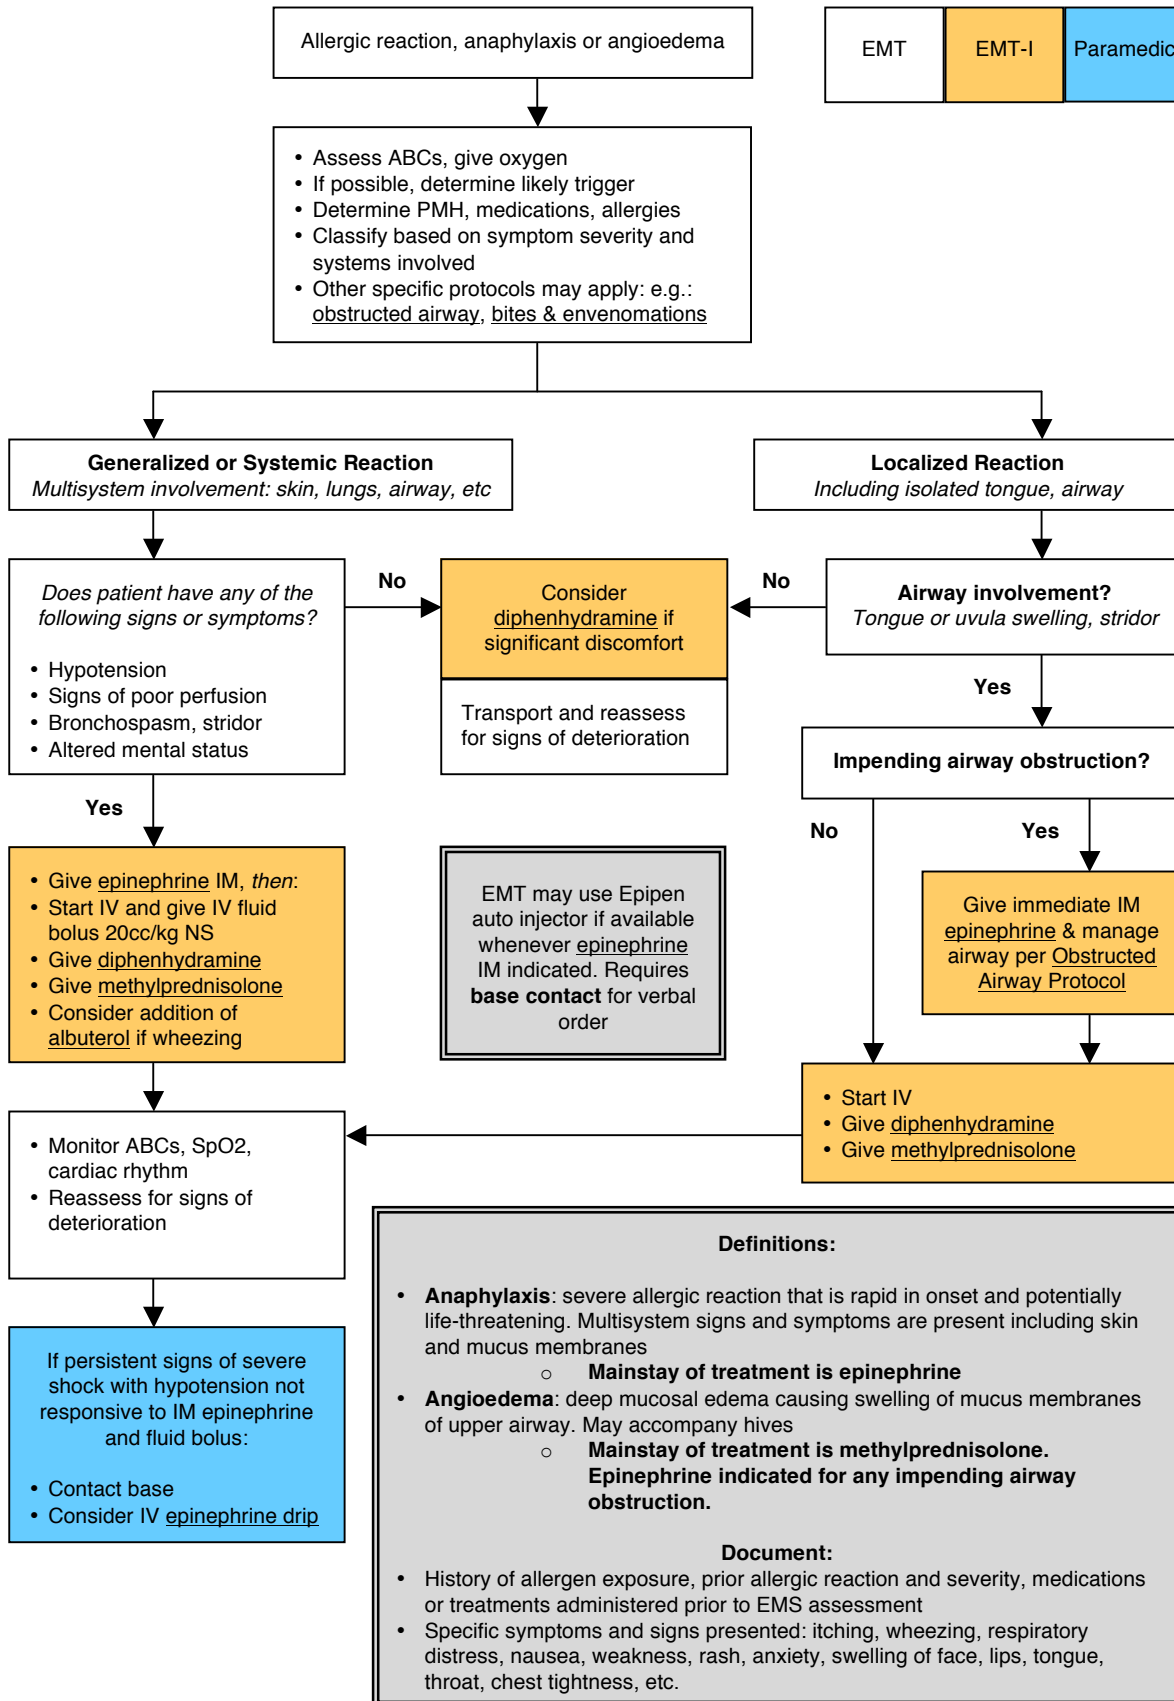 Allergic reaction, anaphylaxis or angioedema
EMT
EMT-I
Paramedic
• Assess ABCs, give oxygen
• If possible, determine likely trigger
• Determine PMH, medications, allergies
• Classify based on symptom severity and
systems involved
• Other specific protocols may apply: e.g.:
obstructed airway, bites & envenomations
Generalized or Systemic Reaction
Multisystem involvement: skin, lungs, airway, etc
Localized Reaction
Including isolated tongue, airway
Does patient have any of the
following signs or symptoms?
• Hypotension
• Signs of poor perfusion
• Bronchospasm, stridor
• Altered mental status
No
Consider
diphenhydramine if
significant discomfort
Transport and reassess
for signs of deterioration
No
Airway involvement?
Tongue or uvula swelling, stridor
Yes
Impending airway obstruction?
Yes
No
Yes
• Give epinephrine IM, then:
• Start IV and give IV fluid
bolus 20cc/kg NS
• Give diphenhydramine
• Give methylprednisolone
• Consider addition of
albuterol if wheezing
EMT may use Epipen
auto injector if available
whenever epinephrine
IM indicated. Requires
base contact for verbal
order
Give immediate IM
epinephrine & manage
airway per Obstructed
Airway Protocol
• Start IV
• Give diphenhydramine
• Give methylprednisolone
• Monitor ABCs, SpO2,
cardiac rhythm
• Reassess for signs of
deterioration
If persistent signs of severe
shock with hypotension not
responsive to IM epinephrine
and fluid bolus:
• Contact base
• Consider IV epinephrine drip
Definitions:
• Anaphylaxis: severe allergic reaction that is rapid in onset and potentially
life-threatening. Multisystem signs and symptoms are present including skin
and mucus membranes
o Mainstay of treatment is epinephrine
• Angioedema: deep mucosal edema causing swelling of mucus membranes
of upper airway. May accompany hives
o Mainstay of treatment is methylprednisolone.
Epinephrine indicated for any impending airway
obstruction.
Document:
• History of allergen exposure, prior allergic reaction and severity, medications
or treatments administered prior to EMS assessment
• Specific symptoms and signs presented: itching, wheezing, respiratory
distress, nausea, weakness, rash, anxiety, swelling of face, lips, tongue,
throat, chest tightness, etc.